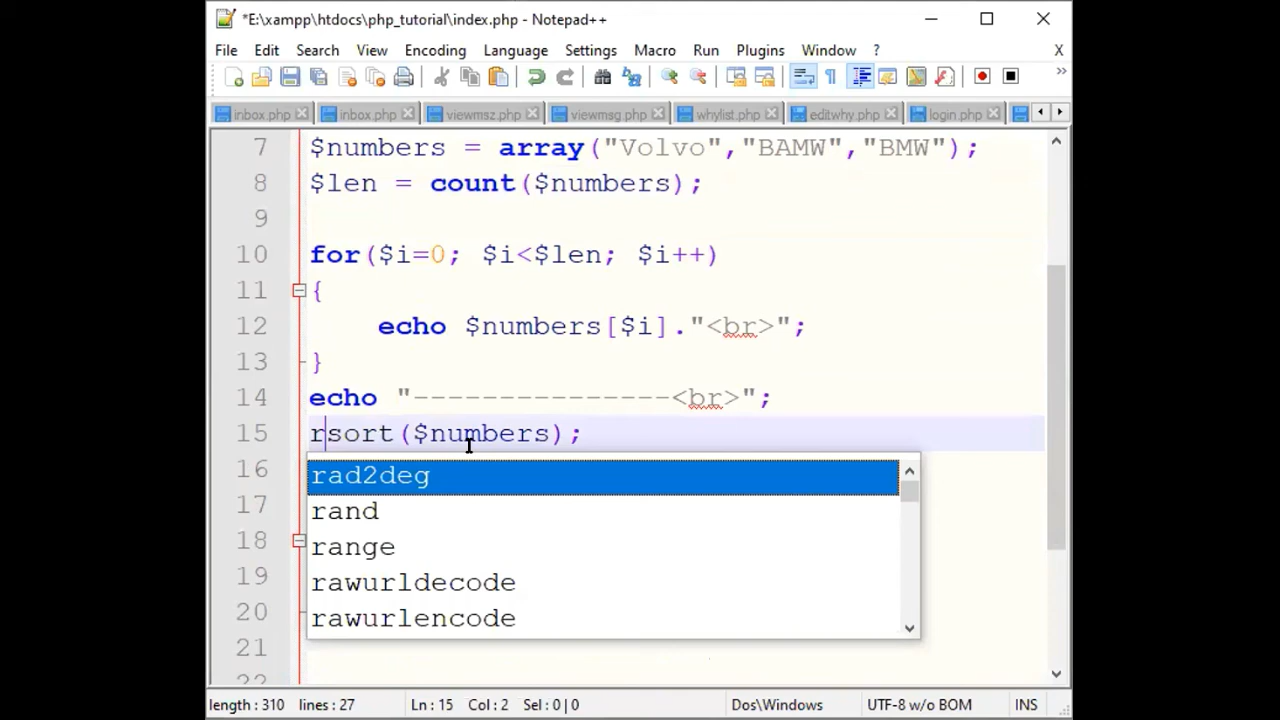 *E:\xampp\htdocs\php_tutorial\index.php - Notepad++
File Edit Search View Encoding Language Settings Macro Run Plugins Window ? X
inbox.php inbox.php viewmsz.php viewmsg.php whylist.php editwhy.php login.php
7 $numbers = array("Volvo","BAMW","BMW");
8 $len = count($numbers);
9
10 for($i=0; $i<$len; $i++)
11 {
12 echo $numbers[$i]."<br>";
13 }
14 echo "---------------<br>";
15 rsort($numbers);
16 rad2deg
17 rand
18 range
19 rawurldecode
20 rawurlencode
21
22
length : 310 lines : 27 Ln : 15 Col : 2 Sel : 0 | 0 Dos\Windows UTF-8 w/o BOM INS